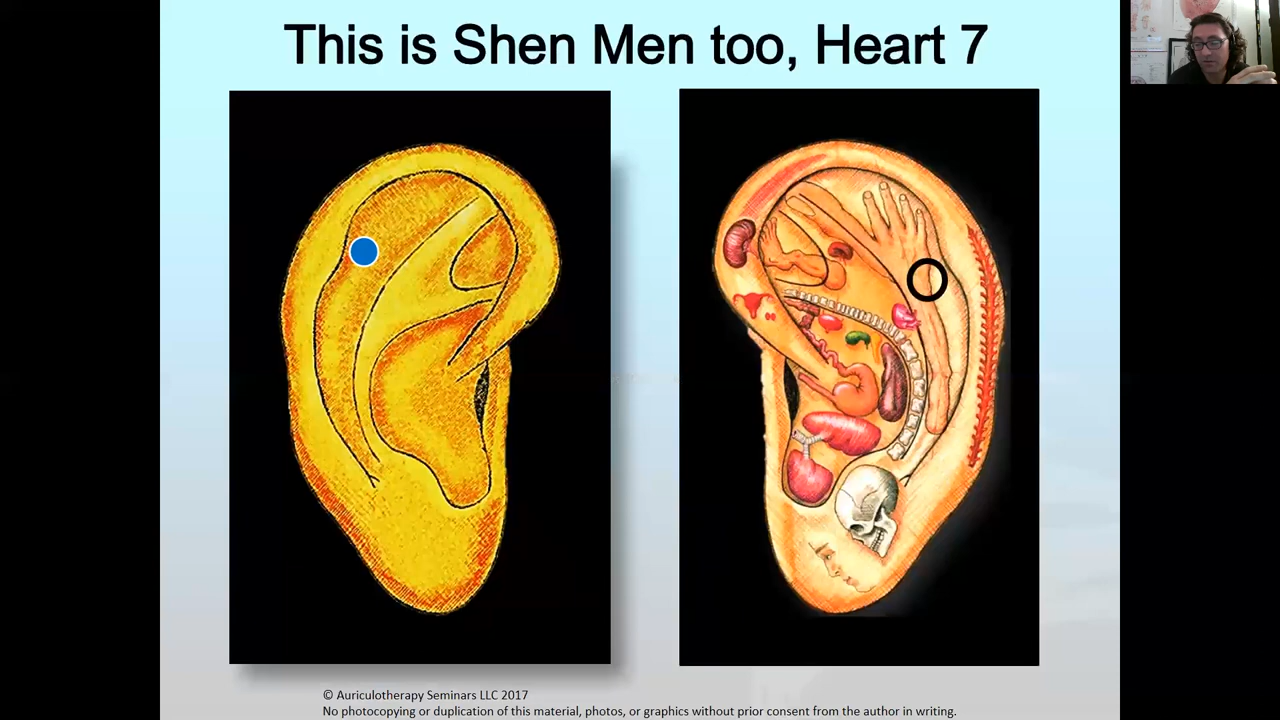 This is Shen Men too, Heart 7
© Auriculotherapy Seminars LLC 2017
No photocopying or duplication of this material, photos, or graphics without prior consent from the author in writing.